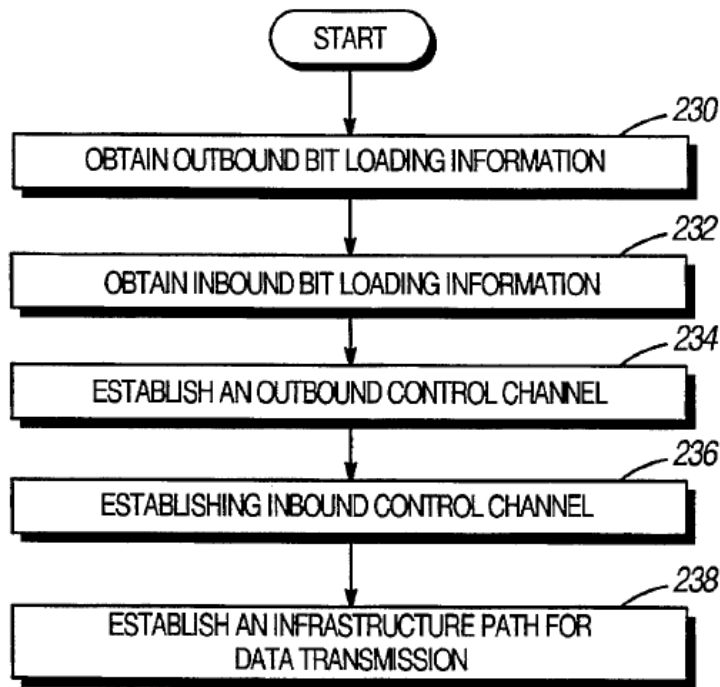 START
230
OBTAIN OUTBOUND BIT LOADING INFORMATION
232
OBTAIN INBOUND BIT LOADING INFORMATION
234
ESTABLISH AN OUTBOUND CONTROL CHANNEL
236
ESTABLISHING INBOUND CONTROL CHANNEL
238
ESTABLISH AN INFRASTRUCTURE PATH FOR
DATA TRANSMISSION